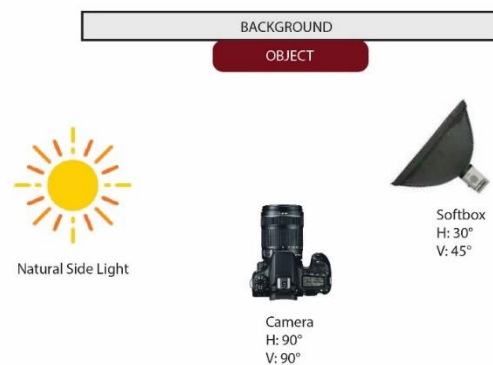 BACKGROUND
OBJECT
Natural Side Light
Softbox
H: 30°
V: 45°
Camera
H: 90°
V: 90°